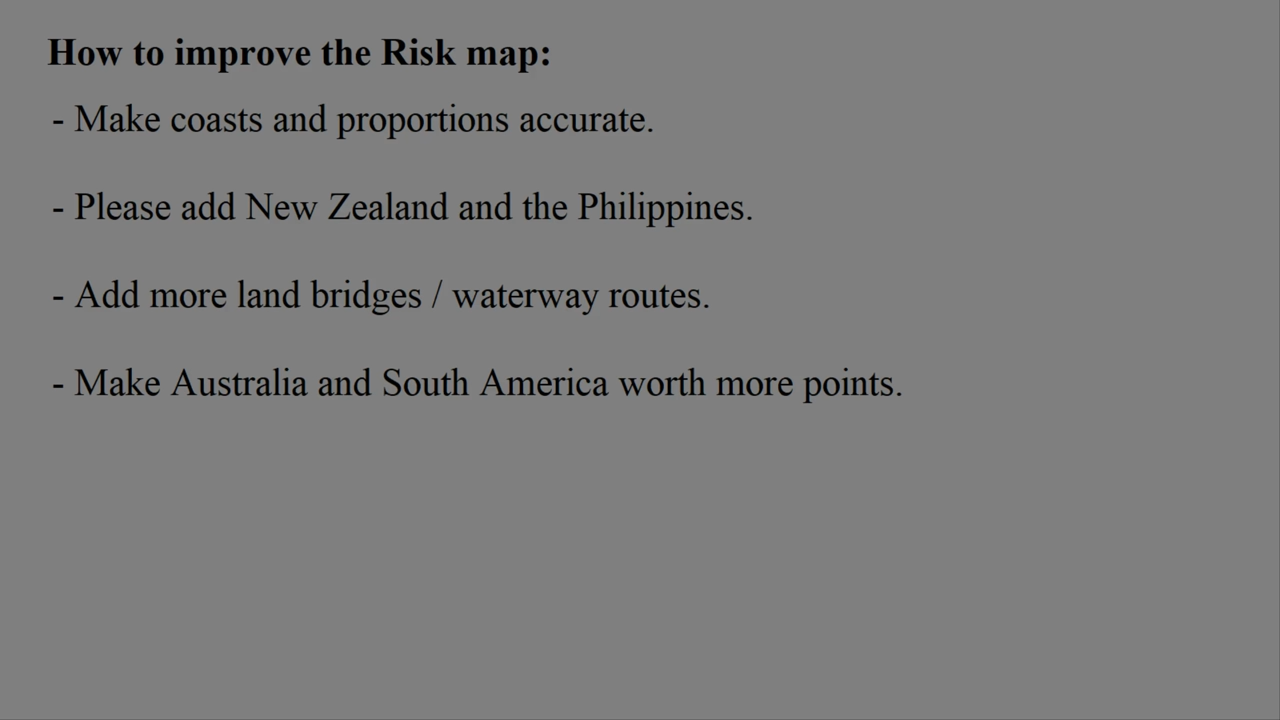 How to improve the Risk map:
- Make coasts and proportions accurate.
- Please add New Zealand and the Philippines.
- Add more land bridges / waterway routes.
- Make Australia and South America worth more points.